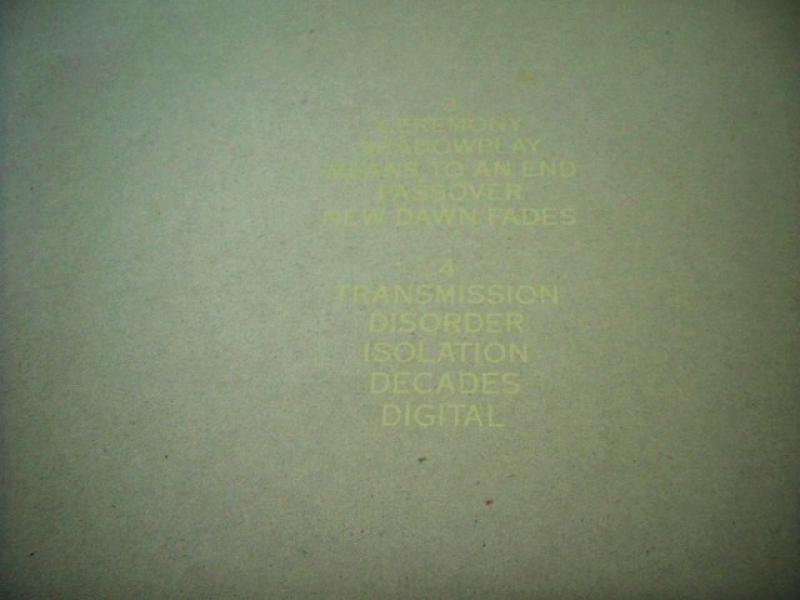 3
CEREMONY
SHADOWPLAY
MEANS TO AN END
PASSOVER
NEW DAWN FADES
4
TRANSMISSION
DISORDER
ISOLATION
DECADES
DIGITAL